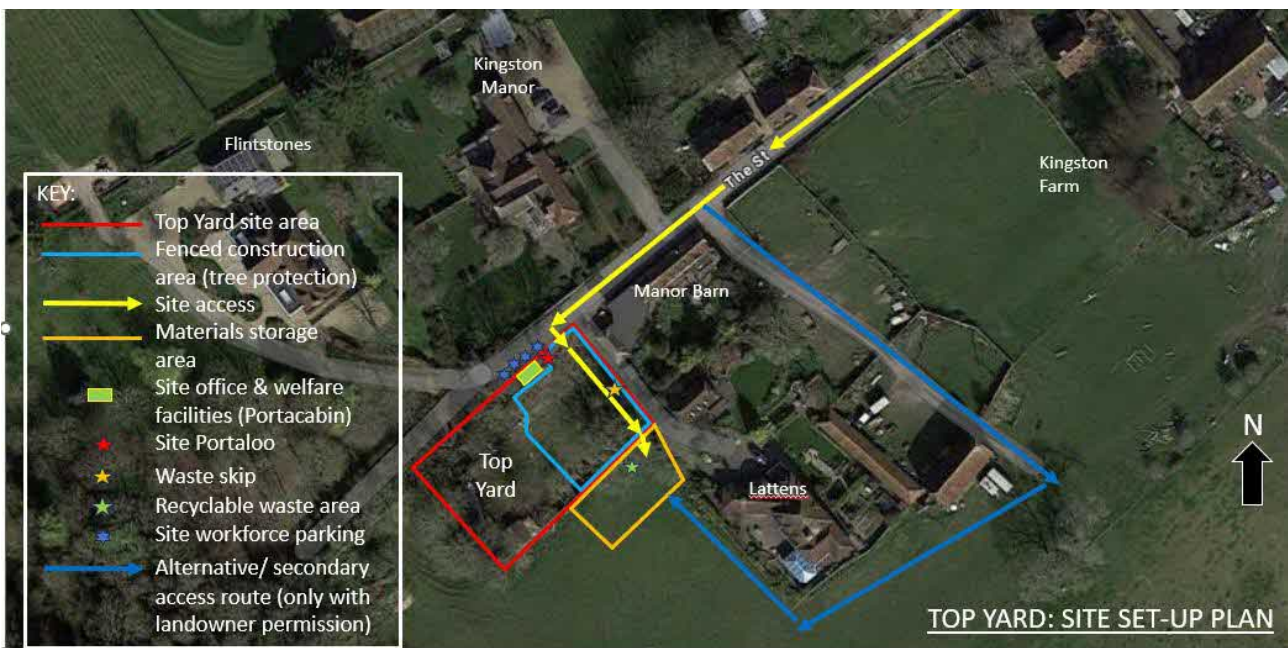 Kingston
Manor
Flintstones
The St
Kingston
Farm
Manor Barn
Top
Yard
Lattens
N
KEY:
Top Yard site area
Fenced construction
area (tree protection)
Site access
Materials storage
area
Site office & welfare
facilities (Portacabin)
Site Portaloo
Waste skip
Recyclable waste area
Site workforce parking
Alternative/ secondary
access route (only with
landowner permission)
TOP YARD: SITE SET-UP PLAN